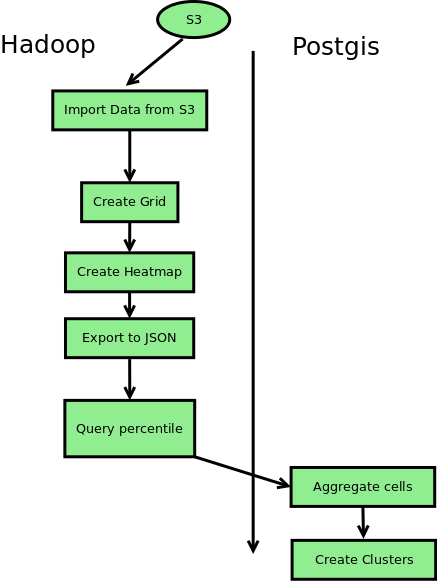 S3
Hadoop
Postgis
Import Data from S3
Create Grid
Create Heatmap
Export to JSON
Query percentile
Aggregate cells
Create Clusters